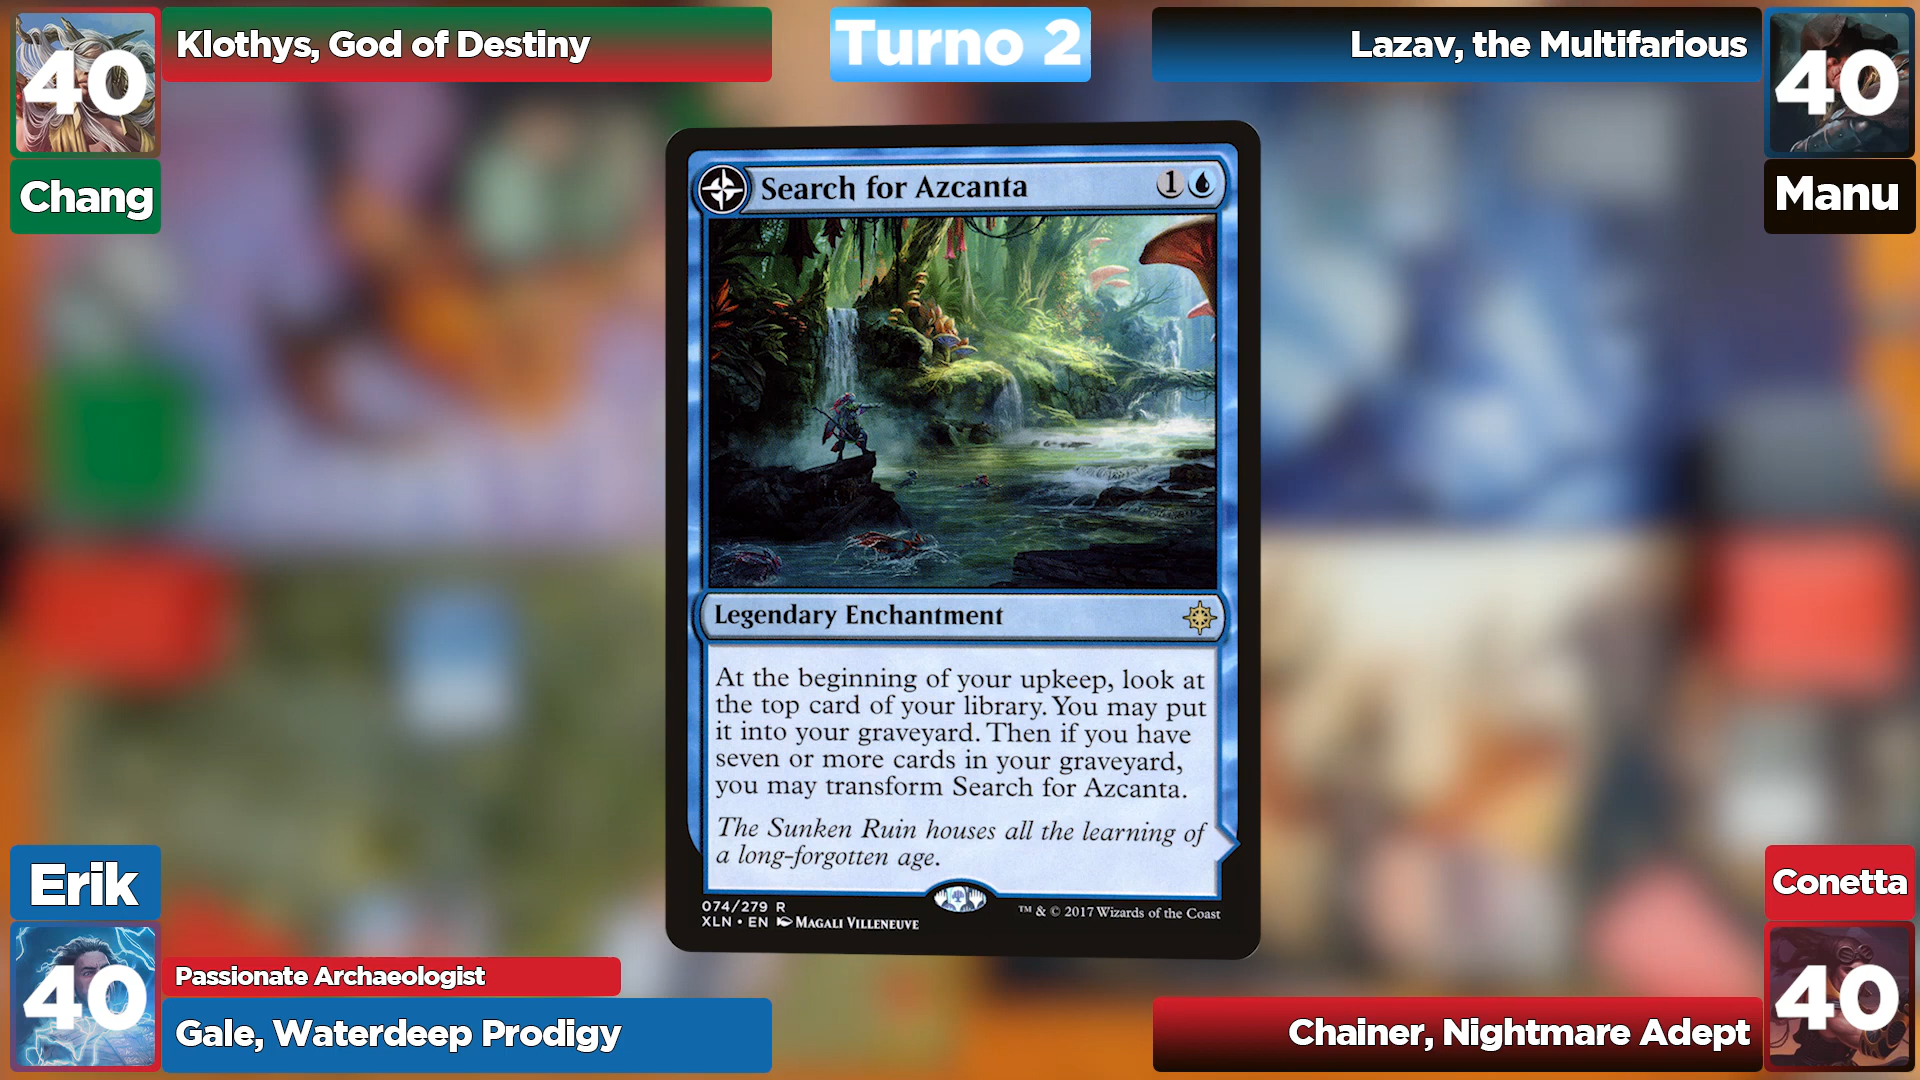 40
Klothys, God of Destiny
Turno 2
Lazav, the Multifarious
40
Chang
Manu
Search for Azcanta
1
Legendary Enchantment
At the beginning of your upkeep, look at
the top card of your library. You may put
it into your graveyard. Then if you have
seven or more cards in your graveyard,
you may transform Search for Azcanta.
The Sunken Ruin houses all the learning of
a long-forgotten age.
074/279 R
XLN • EN MAGALI VILLENEUVE
™ & © 2017 Wizards of the Coast
Erik
40
Passionate Archaeologist
Gale, Waterdeep Prodigy
Conetta
40
Chainer, Nightmare Adept